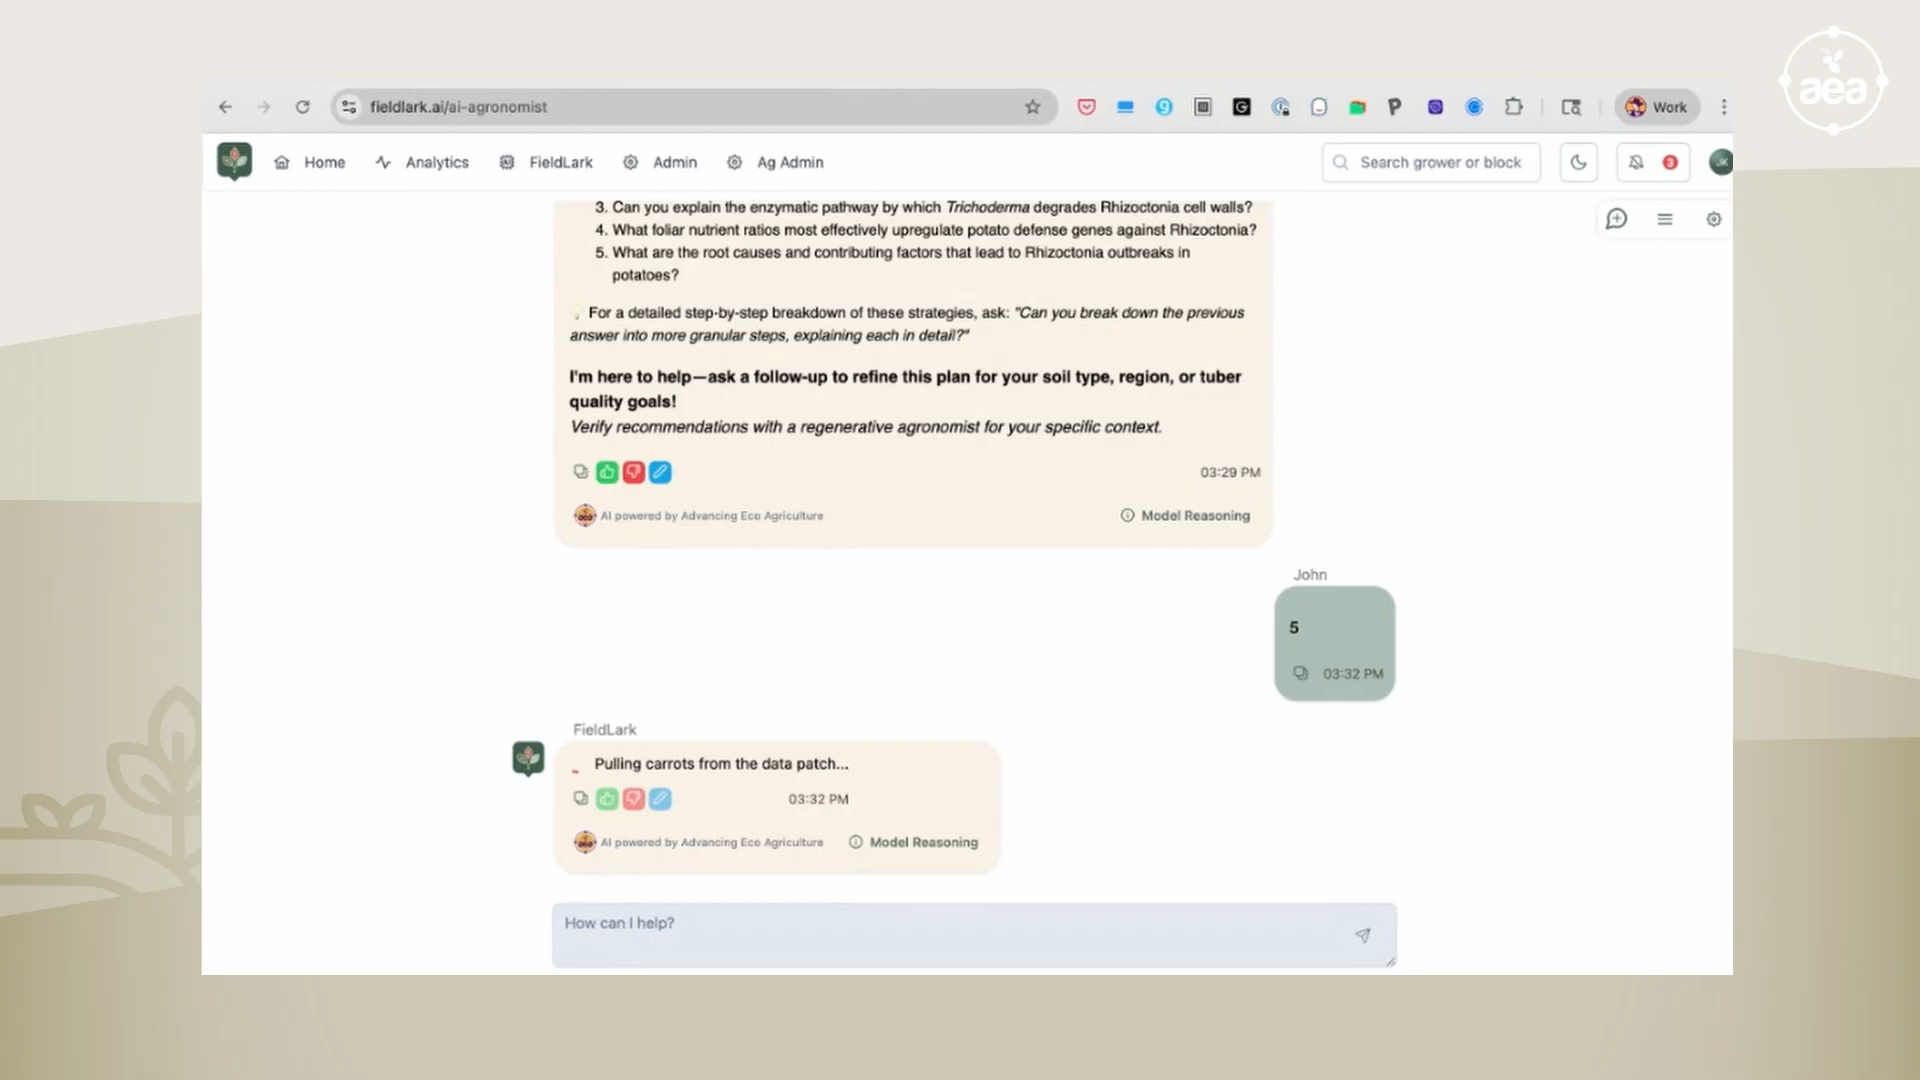 aea
fieldlark.ai/ai-agronomist
Work
Home
Analytics
FieldLark
Admin
Ag Admin
Search grower or block
3
JK
3. Can you explain the enzymatic pathway by which Trichoderma degrades Rhizoctonia cell walls?
4. What foliar nutrient ratios most effectively upregulate potato defense genes against Rhizoctonia?
5. What are the root causes and contributing factors that lead to Rhizoctonia outbreaks in
potatoes?
For a detailed step-by-step breakdown of these strategies, ask: "Can you break down the previous
answer into more granular steps, explaining each in detail?"
I'm here to help—ask a follow-up to refine this plan for your soil type, region, or tuber
quality goals!
Verify recommendations with a regenerative agronomist for your specific context.
03:29 PM
AI powered by Advancing Eco Agriculture
Model Reasoning
John
5
03:32 PM
FieldLark
Pulling carrots from the data patch...
03:32 PM
AI powered by Advancing Eco Agriculture
Model Reasoning
How can I help?